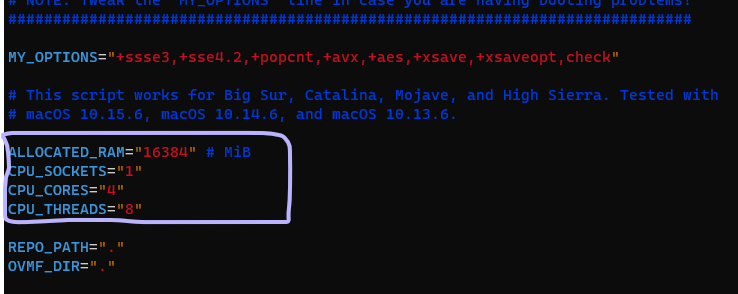 # NOTE: Tweak the "MY_OPTIONS" line in case you are having booting problems!
############################################################################
MY_OPTIONS="+ssse3,+sse4.2,+popcnt,+avx,+aes,+xsave,+xsaveopt,check"
# This script works for Big Sur, Catalina, Mojave, and High Sierra. Tested with
# macOS 10.15.6, macOS 10.14.6, and macOS 10.13.6.
ALLOCATED_RAM="16384" # MiB
CPU_SOCKETS="1"
CPU_CORES="4"
CPU_THREADS="8"
REPO_PATH="."
OVMF_DIR="."